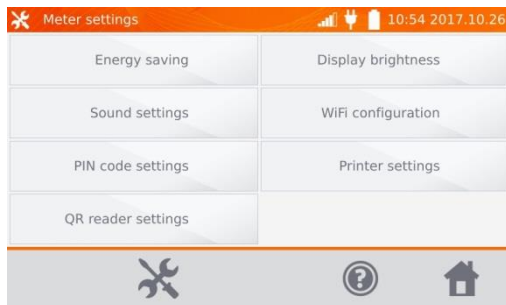 Meter settings 10:54 2017.10.26
Energy saving Display brightness
Sound settings WiFi configuration
PIN code settings Printer settings
QR reader settings
?